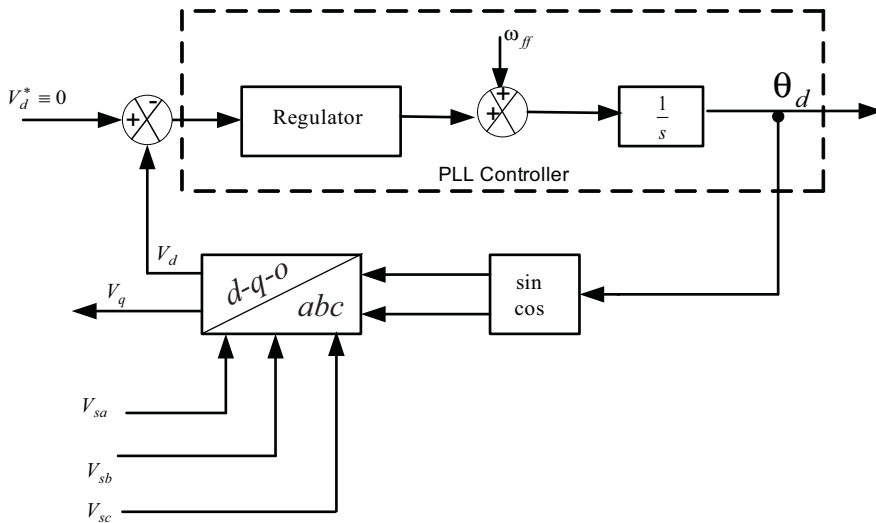 ω_ff
V_d^* ≡ 0
-
+
Regulator
+
+
1/s
θ_d
PLL Controller
V_d
V_q
d-q-o
abc
sin
cos
V_sa
V_sb
V_sc